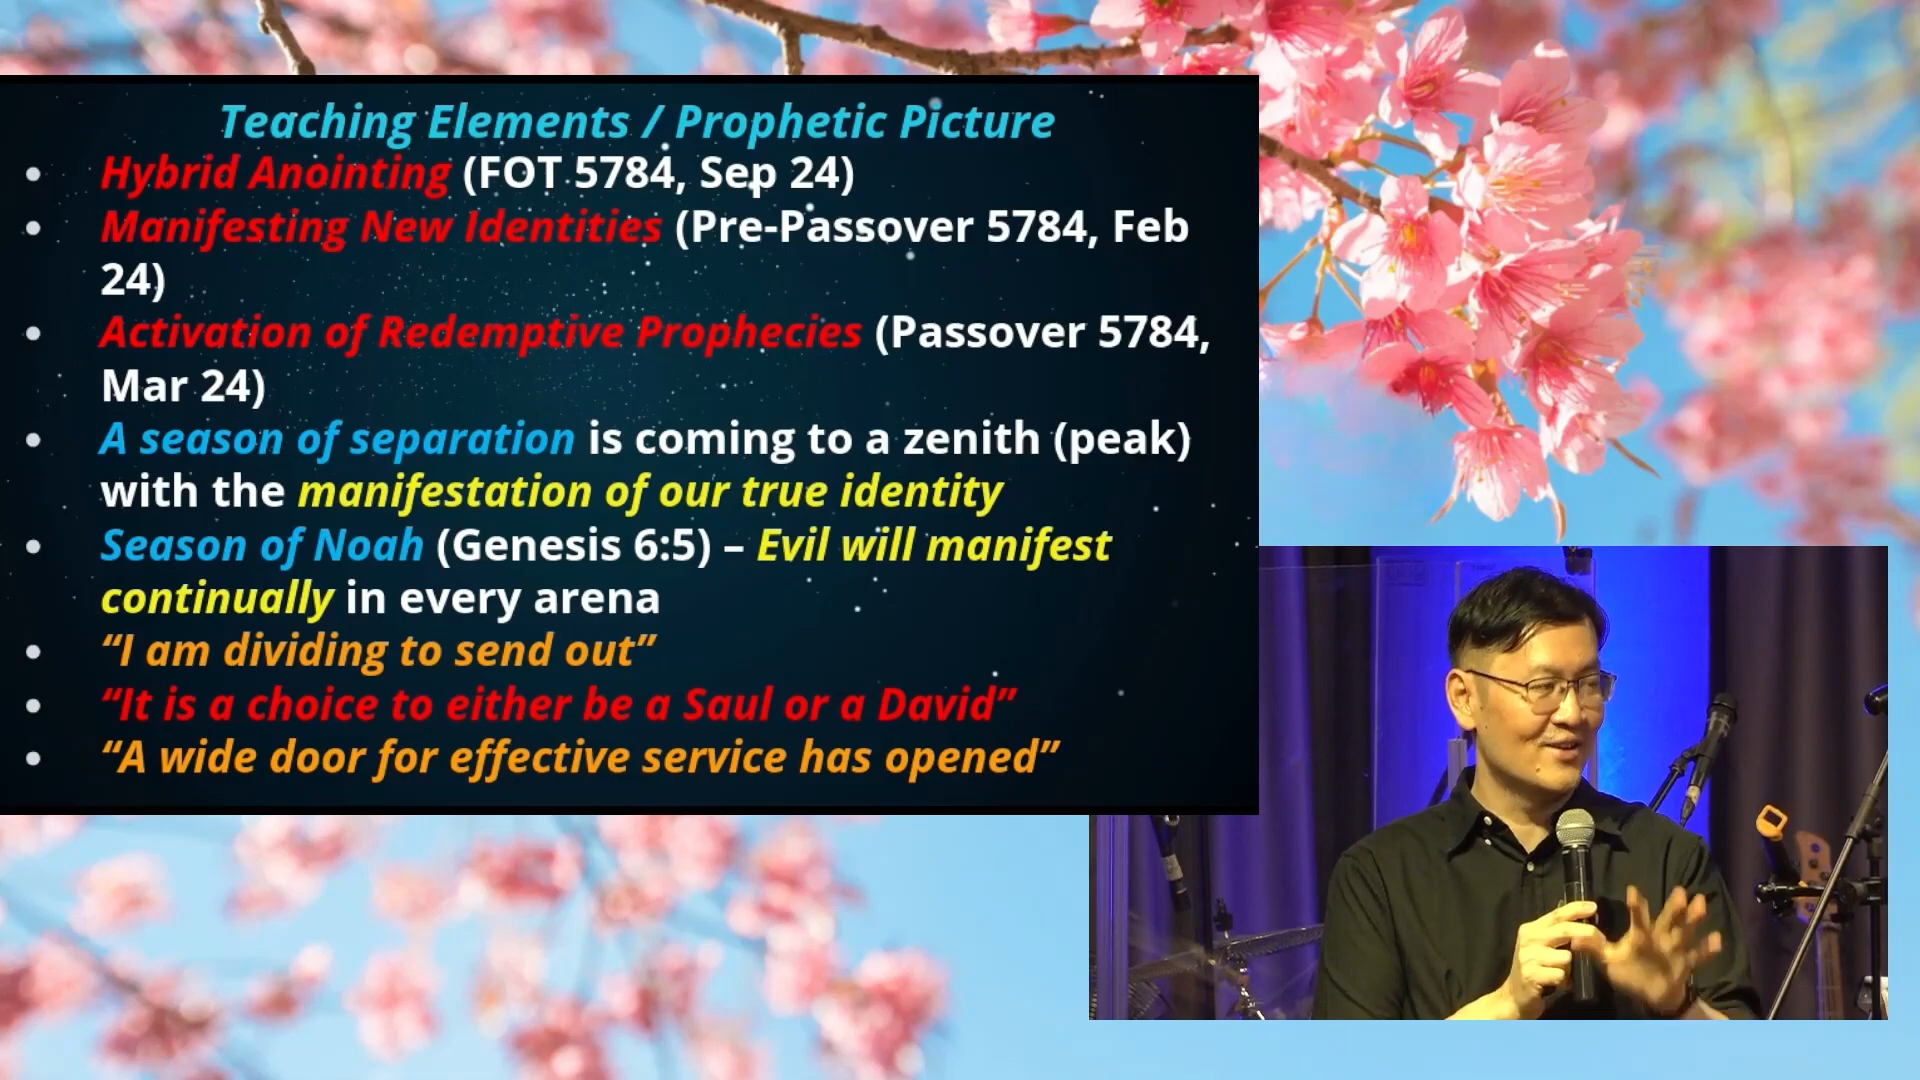 Teaching Elements / Prophetic Picture
• Hybrid Anointing (FOT 5784, Sep 24)
• Manifesting New Identities (Pre-Passover 5784, Feb
24)
• Activation of Redemptive Prophecies (Passover 5784,
Mar 24)
• A season of separation is coming to a zenith (peak)
with the manifestation of our true identity
• Season of Noah (Genesis 6:5) – Evil will manifest
continually in every arena
• “I am dividing to send out”
• “It is a choice to either be a Saul or a David”
• “A wide door for effective service has opened”